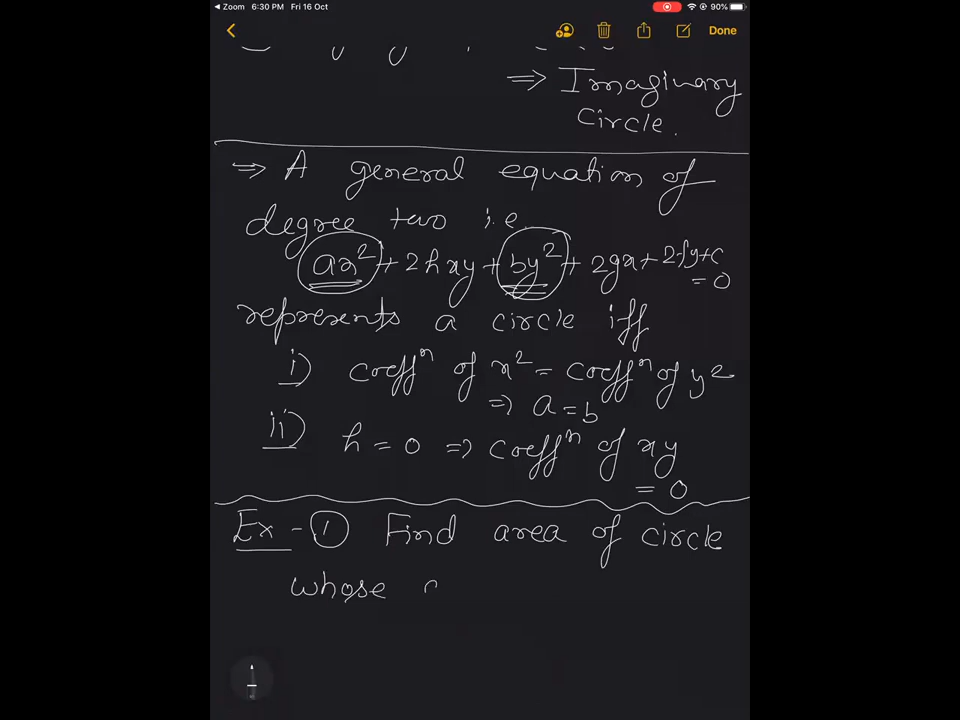 Zoom 6:30 PM Fri 16 Oct 90%
Done
⇒ Imaginary
Circle.
⇒ A general equation of
degree two i.e.
ax² + 2hxy + by² + 2gx + 2fy + c
= 0
represents a circle iff
i) coeffⁿ of x² = coeffⁿ of y²
⇒ a = b
ii) h = 0 ⇒ coeffⁿ of xy
= 0
Ex - ① Find area of circle
whose